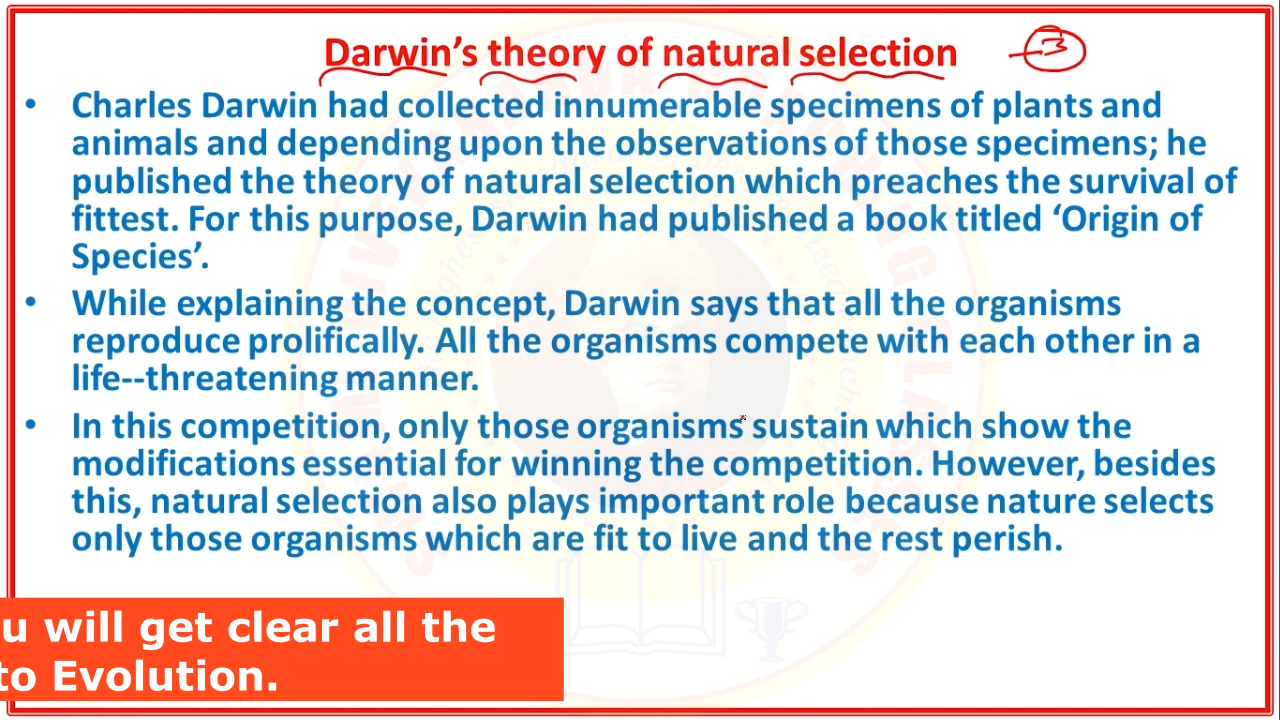 Darwin's theory of natural selection 3
• Charles Darwin had collected innumerable specimens of plants and
animals and depending upon the observations of those specimens; he
published the theory of natural selection which preaches the survival of
fittest. For this purpose, Darwin had published a book titled ‘Origin of
Species’.
• While explaining the concept, Darwin says that all the organisms
reproduce prolifically. All the organisms compete with each other in a
life--threatening manner.
• In this competition, only those organisms sustain which show the
modifications essential for winning the competition. However, besides
this, natural selection also plays important role because nature selects
only those organisms which are fit to live and the rest perish.
u will get clear all the
to Evolution.